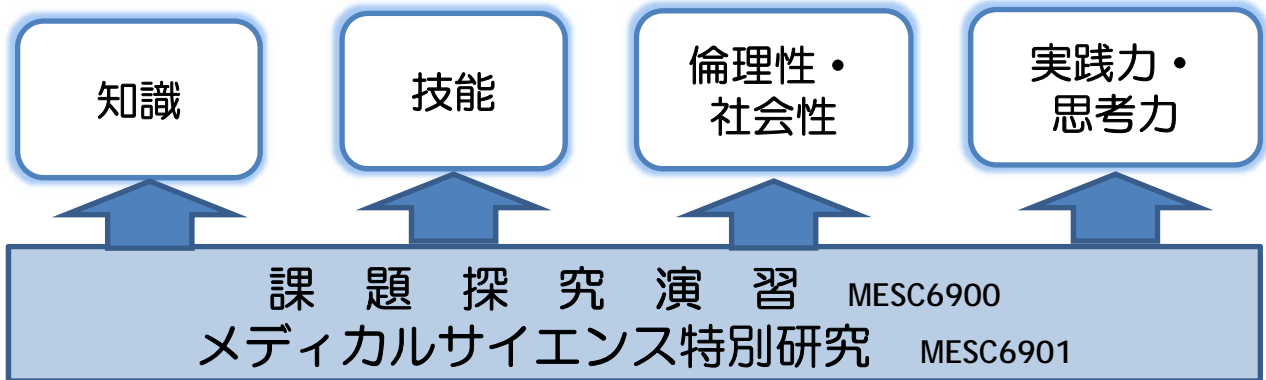 知識
技能
倫理性・
社会性
実践力・
思考力
課題探究演習 MESC6900
メディカルサイエンス特別研究 MESC6901